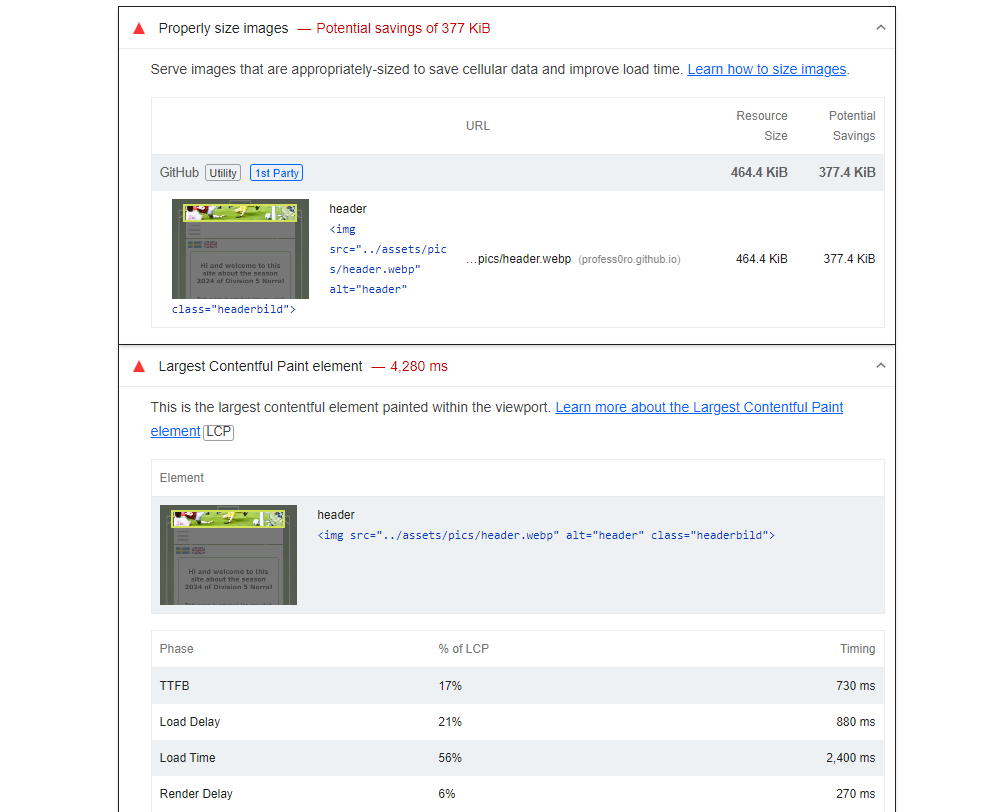 Properly size images — Potential savings of 377 KiB
Serve images that are appropriately-sized to save cellular data and improve load time. Learn how to size images.
URL
Resource Size
Potential Savings
GitHub Utility 1st Party 464.4 KiB 377.4 KiB
Hi and welcome to this
site about the season
2024 of Division 5 Norra!
header
<img
src="../assets/pic
s/header.webp"
alt="header"
class="headerbild">
…pics/header.webp (profess0ro.github.io) 464.4 KiB 377.4 KiB
Largest Contentful Paint element — 4,280 ms
This is the largest contentful element painted within the viewport. Learn more about the Largest Contentful Paint
element LCP
Element
Hi and welcome to this
site about the season
2024 of Division 5 Norra!
header
<img src="../assets/pics/header.webp" alt="header" class="headerbild">
Phase % of LCP Timing
TTFB 17% 730 ms
Load Delay 21% 880 ms
Load Time 56% 2,400 ms
Render Delay 6% 270 ms